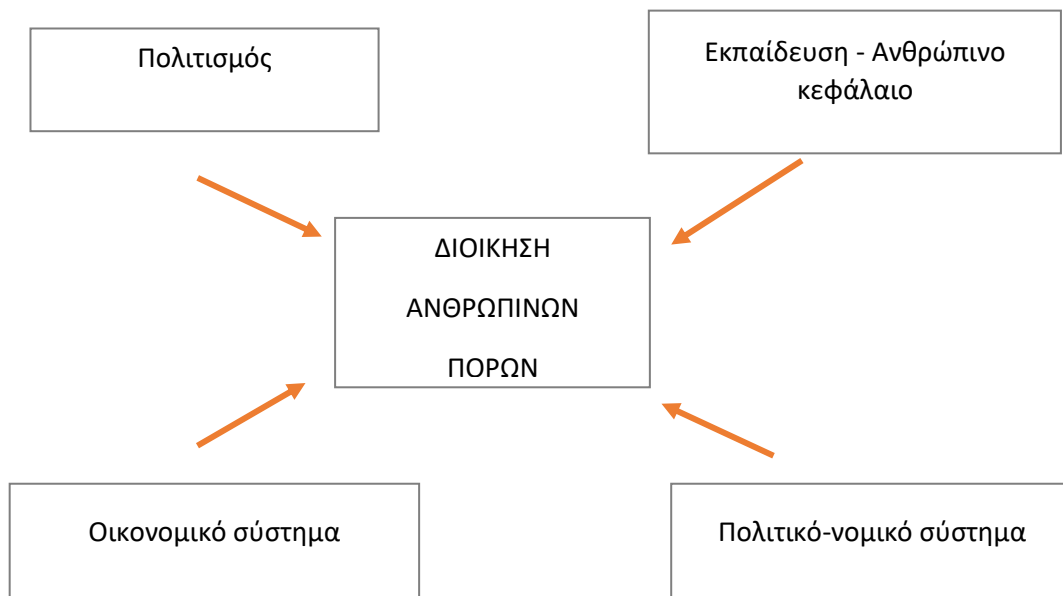 Πολιτισμός
Εκπαίδευση - Ανθρώπινο
κεφάλαιο
ΔΙΟΙΚΗΣΗ
ΑΝΘΡΩΠΙΝΩΝ
ΠΟΡΩΝ
Οικονομικό σύστημα
Πολιτικό-νομικό σύστημα